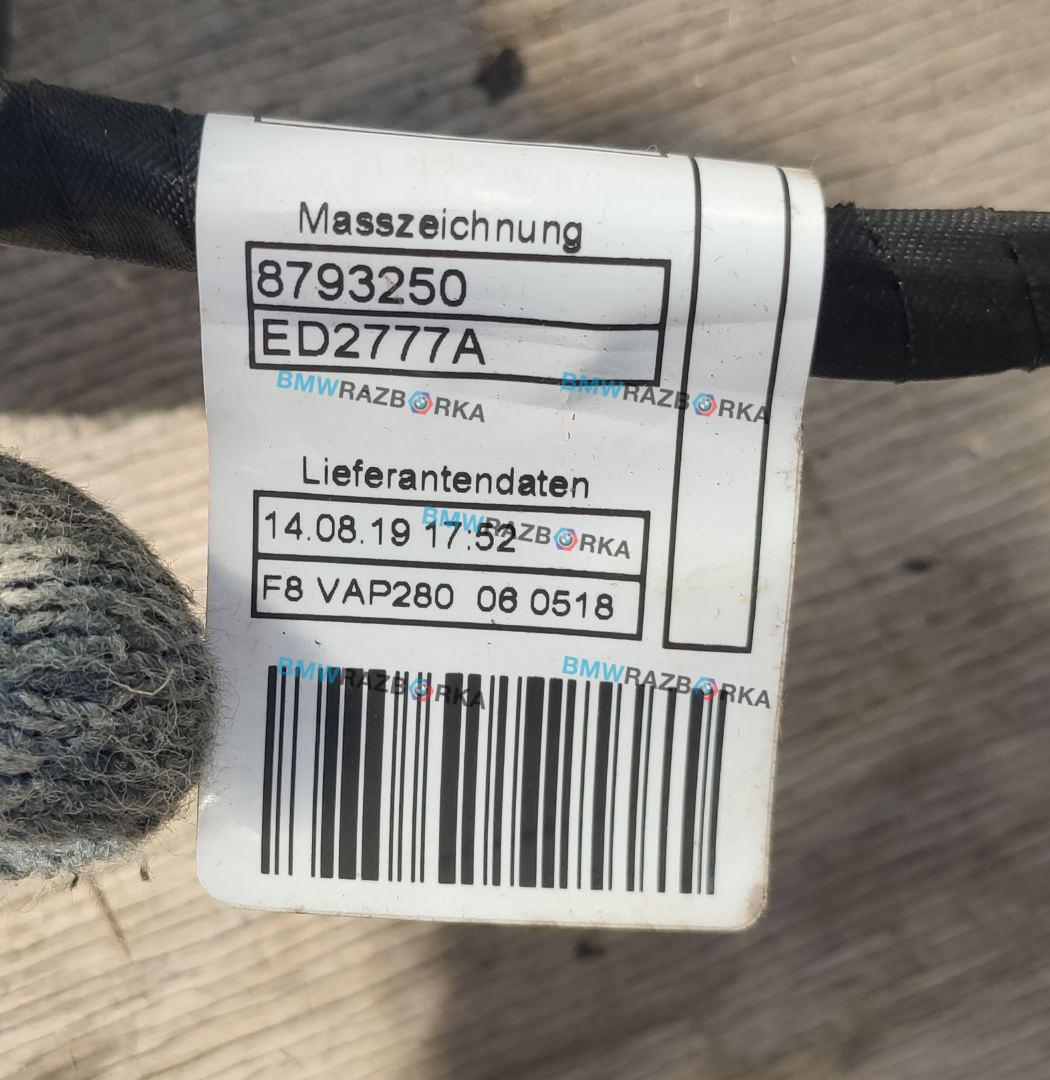 Masszeichnung
8793250
ED2777A
BMWRAZBORKA BMWRAZBORKA
Lieferantendaten
14.08.19 17:52
BMWRAZBORKA
F8 VAP280 06 0518
BMWRAZBORKA BMWRAZBORKA